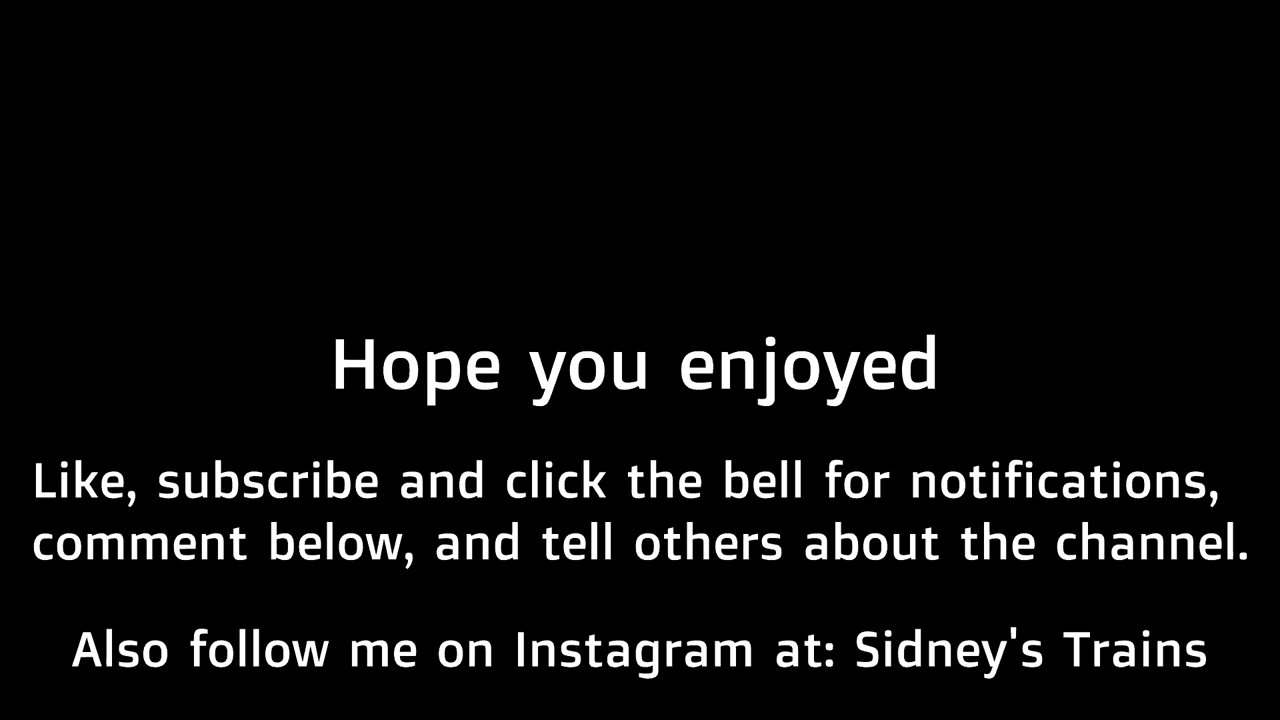 Hope you enjoyed
Like, subscribe and click the bell for notifications,
comment below, and tell others about the channel.
Also follow me on Instagram at: Sidney's Trains